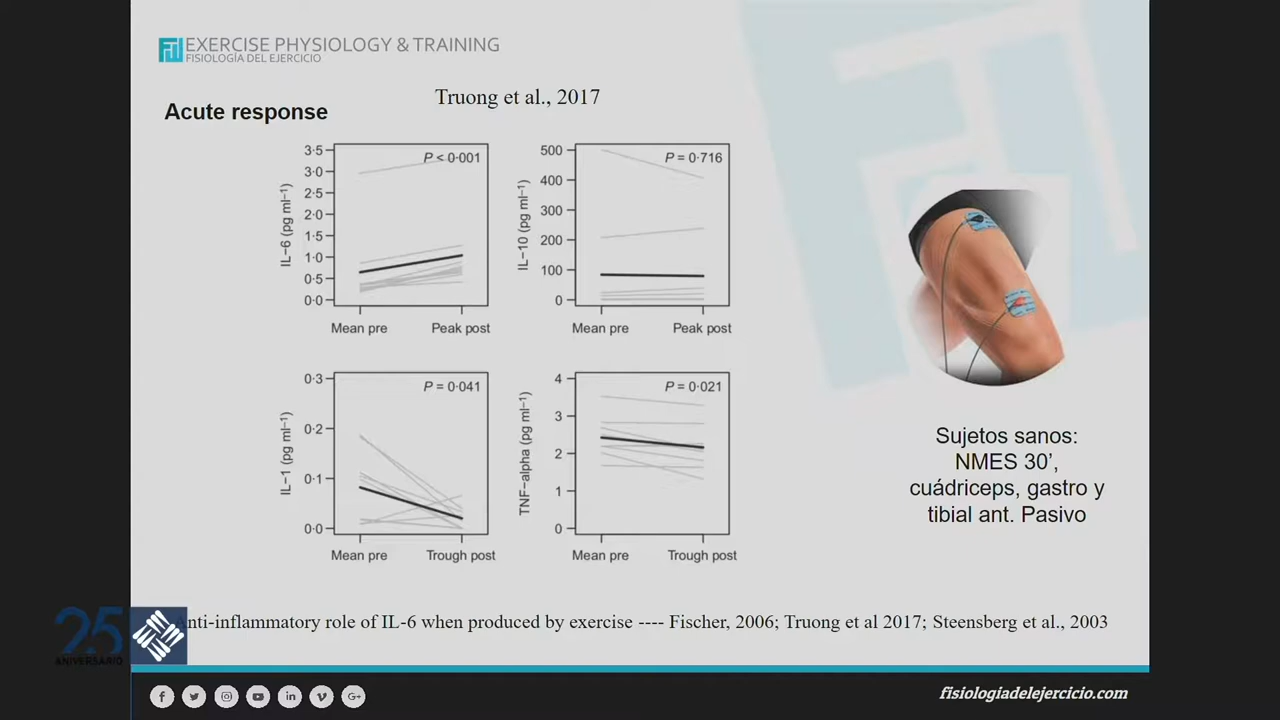 EXERCISE PHYSIOLOGY & TRAINING
FISIOLOGÍA DEL EJERCICIO
Truong et al., 2017
Acute response
3·5
3·0
2·5
2·0
1·5
1·0
0·5
0·0
IL-6 (pg ml⁻¹)
P < 0·001
Mean pre
Peak post
500
400
300
200
100
0
IL-10 (pg ml⁻¹)
P = 0·716
Mean pre
Peak post
0·3
0·2
0·1
0·0
IL-1 (pg ml⁻¹)
P = 0·041
Mean pre
Trough post
4
3
2
1
0
TNF-alpha (pg ml⁻¹)
P = 0·021
Mean pre
Trough post
Sujetos sanos:
NMES 30’,
cuádriceps, gastro y
tibial ant. Pasivo
Anti-inflammatory role of IL-6 when produced by exercise ---- Fischer, 2006; Truong et al 2017; Steensberg et al., 2003
25
ANIVERSARIO
fisiologiadelejercicio.com